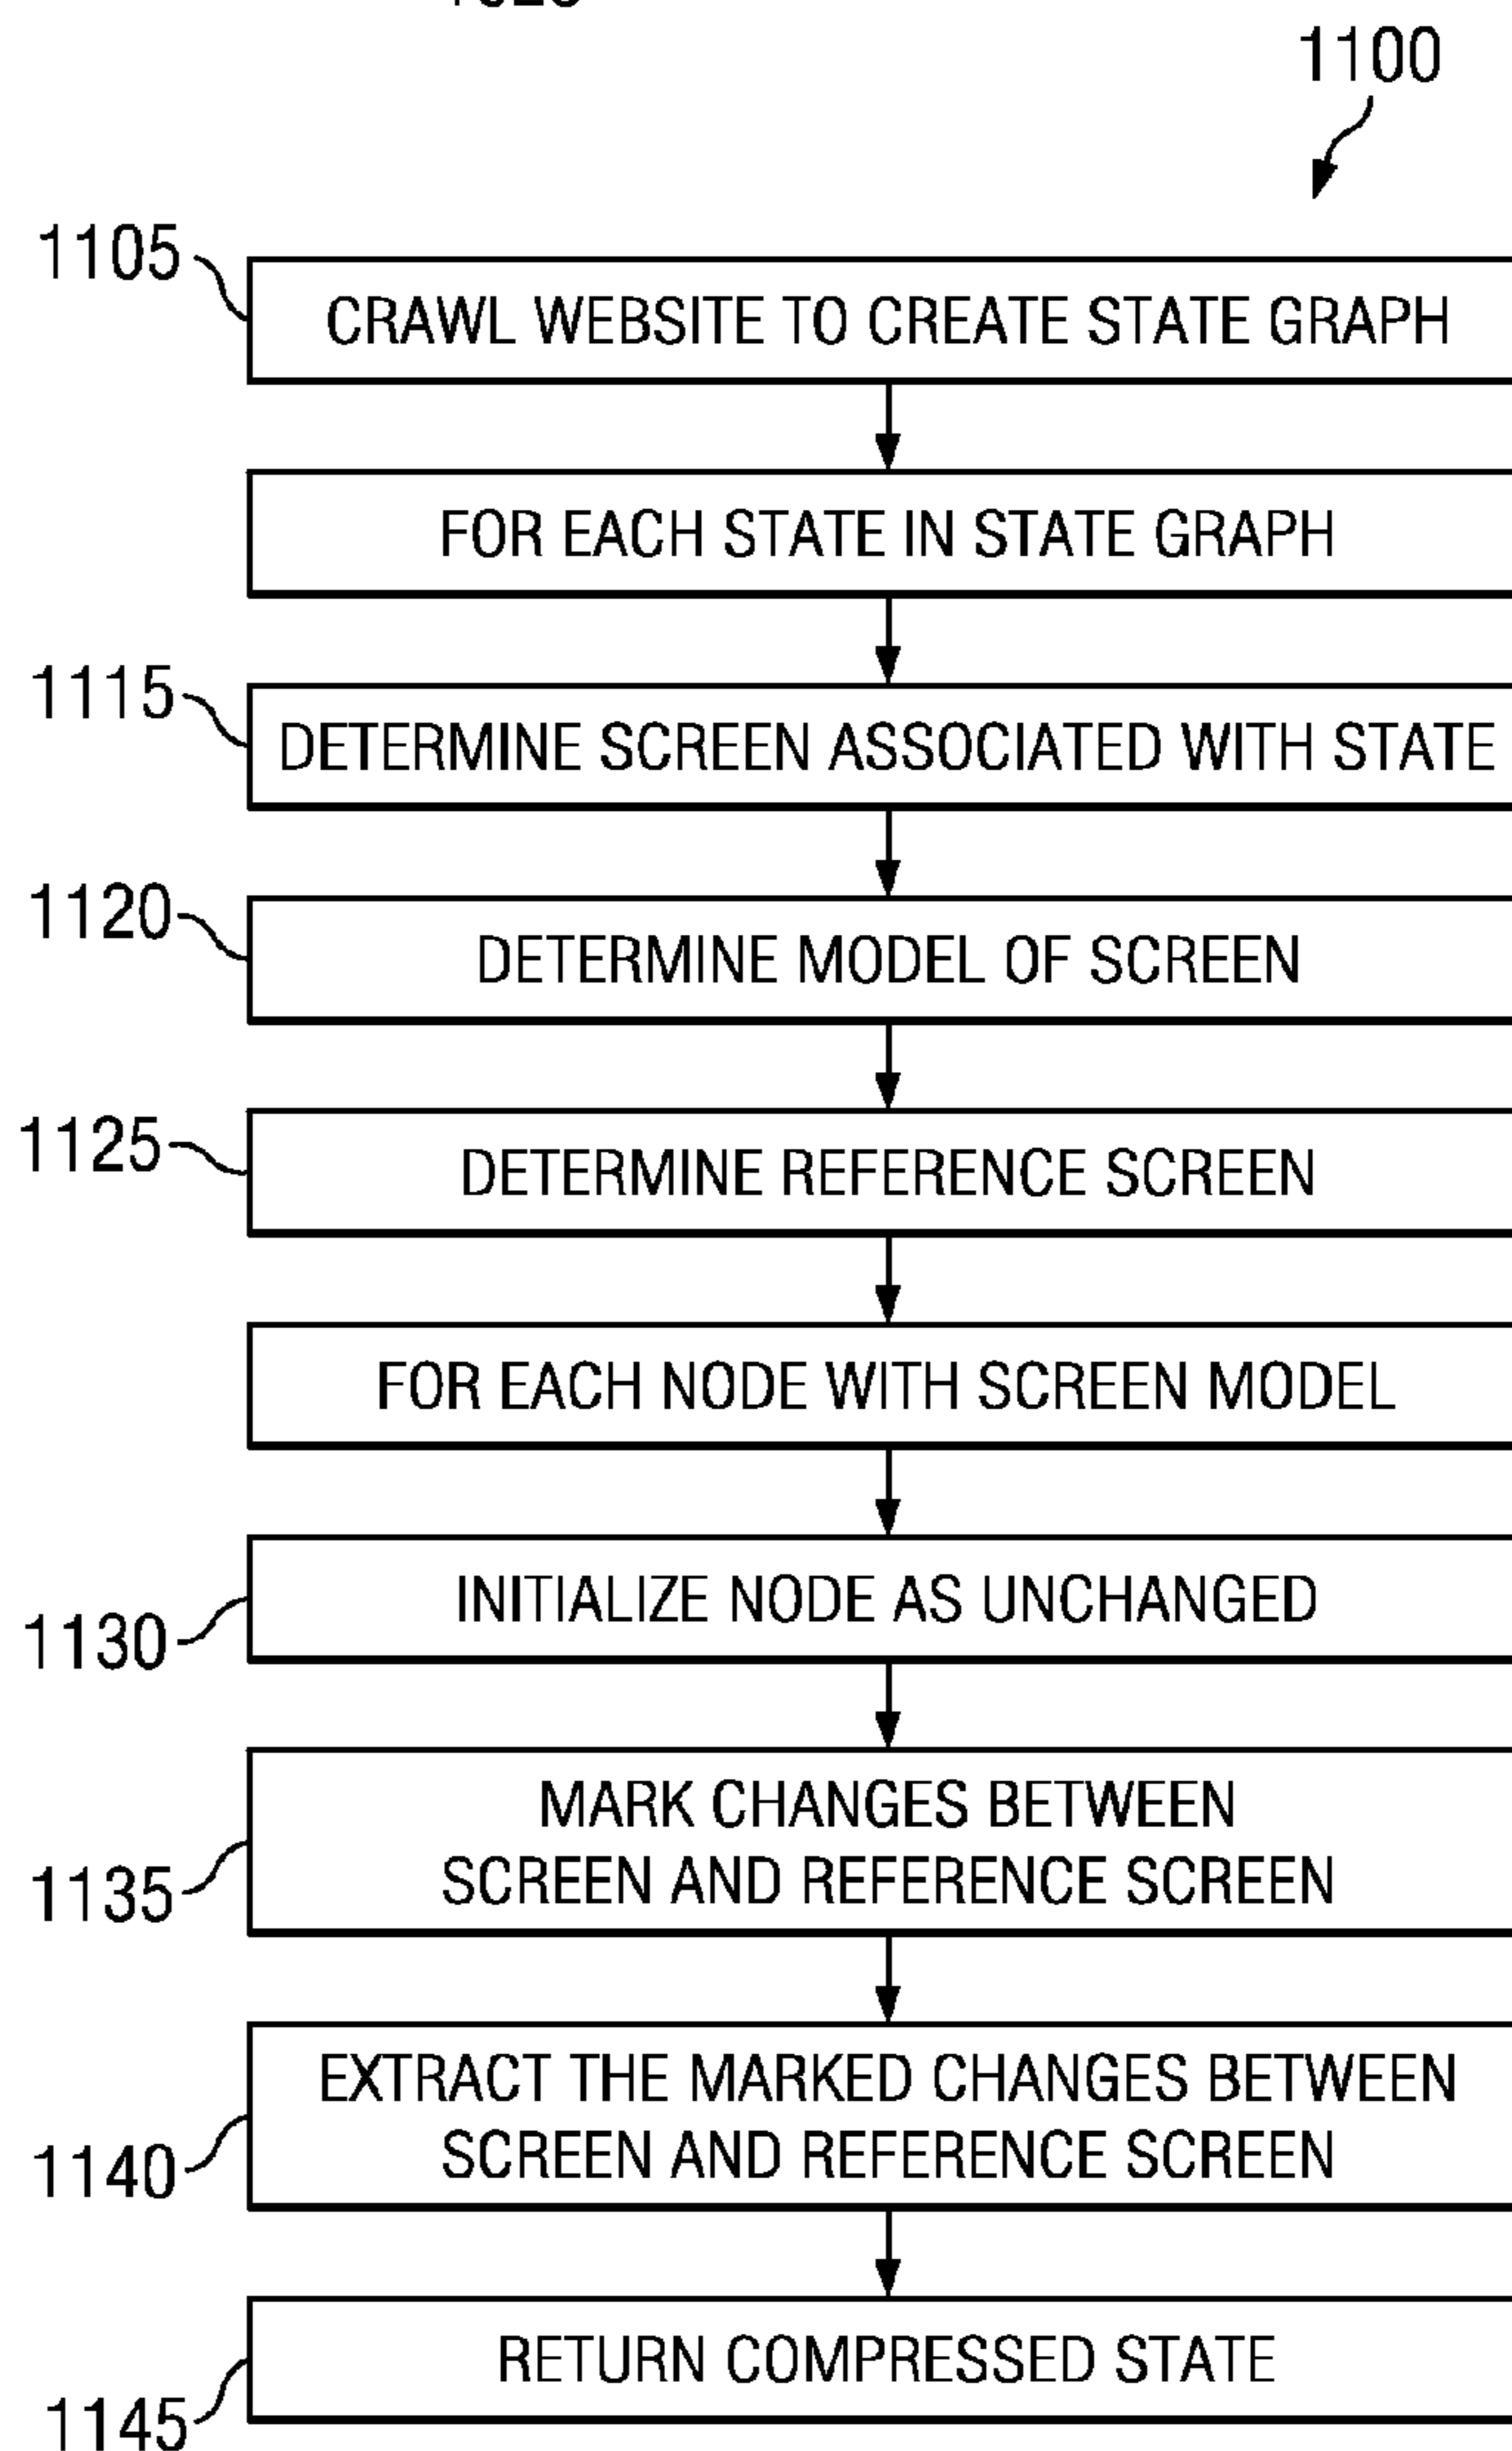 1100
1105
CRAWL WEBSITE TO CREATE STATE GRAPH
FOR EACH STATE IN STATE GRAPH
1115
DETERMINE SCREEN ASSOCIATED WITH STATE
1120
DETERMINE MODEL OF SCREEN
1125
DETERMINE REFERENCE SCREEN
FOR EACH NODE WITH SCREEN MODEL
INITIALIZE NODE AS UNCHANGED
1130
MARK CHANGES BETWEEN
SCREEN AND REFERENCE SCREEN
1135
EXTRACT THE MARKED CHANGES BETWEEN
SCREEN AND REFERENCE SCREEN
1140
RETURN COMPRESSED STATE
1145